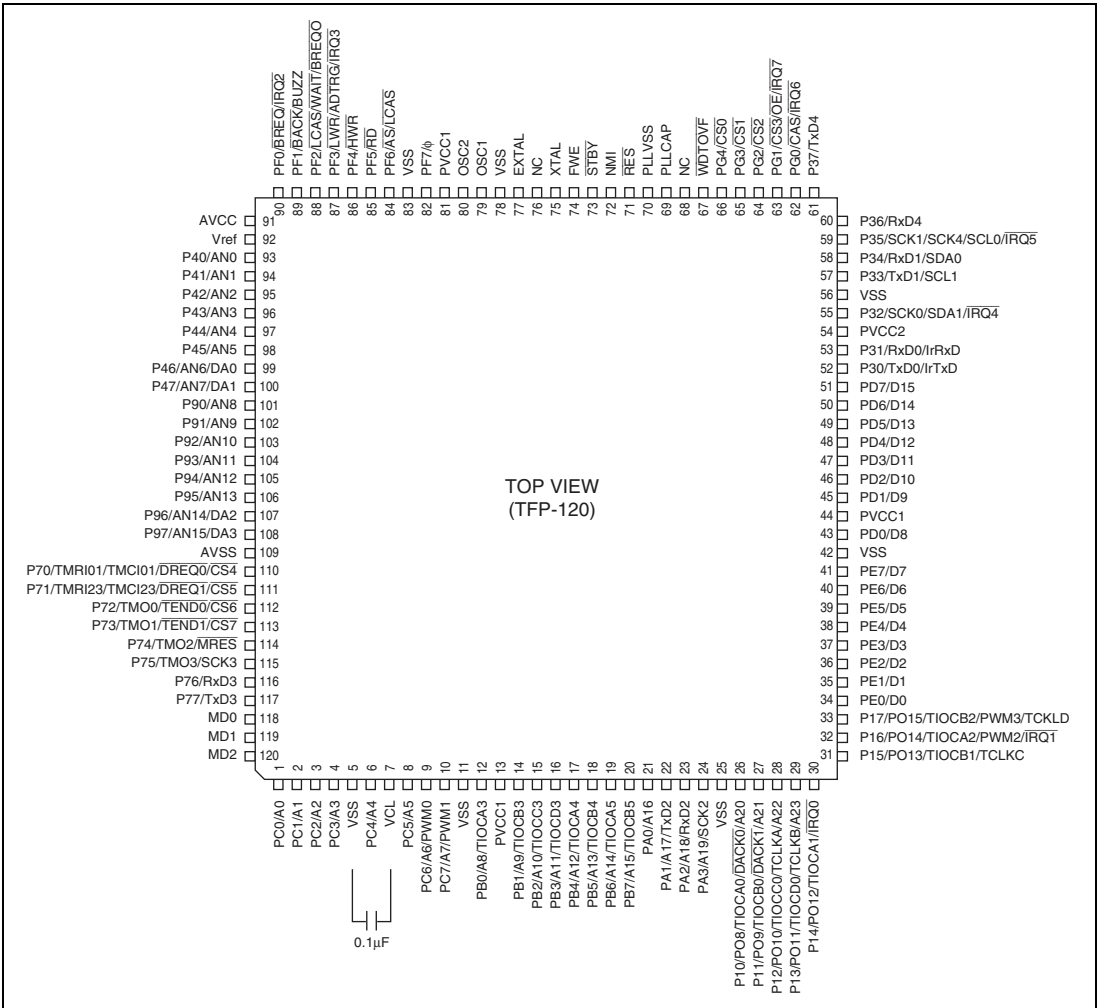 PF0/BREQ/IRQ2
PF1/BACK/BUZZ
PF2/LCAS/WAIT/BREQO
PF3/LWR/ADTRG/IRQ3
PF4/HWR
PF5/RD
PF6/AS/LCAS
VSS
PF7/ϕ
PVCC1
OSC2
OSC1
VSS
EXTAL
NC
XTAL
FWE
STBY
NMI
RES
PLLVSS
PLLCAP
NC
WDTOVF
PG4/CS0
PG3/CS1
PG2/CS2
PG1/CS3/OE/IRQ7
PG0/CAS/IRQ6
P37/TxD4
90 89 88 87 86 85 84 83 82 81 80 79 78 77 76 75 74 73 72 71 70 69 68 67 66 65 64 63 62 61
AVCC 91
Vref 92
P40/AN0 93
P41/AN1 94
P42/AN2 95
P43/AN3 96
P44/AN4 97
P45/AN5 98
P46/AN6/DA0 99
P47/AN7/DA1 100
P90/AN8 101
P91/AN9 102
P92/AN10 103
P93/AN11 104
P94/AN12 105
P95/AN13 106
P96/AN14/DA2 107
P97/AN15/DA3 108
AVSS 109
P70/TMRI01/TMCI01/DREQ0/CS4 110
P71/TMRI23/TMCI23/DREQ1/CS5 111
P72/TMO0/TEND0/CS6 112
P73/TMO1/TEND1/CS7 113
P74/TMO2/MRES 114
P75/TMO3/SCK3 115
P76/RxD3 116
P77/TxD3 117
MD0 118
MD1 119
MD2 120
TOP VIEW
(TFP-120)
60 P36/RxD4
59 P35/SCK1/SCK4/SCL0/IRQ5
58 P34/RxD1/SDA0
57 P33/TxD1/SCL1
56 VSS
55 P32/SCK0/SDA1/IRQ4
54 PVCC2
53 P31/RxD0/IrRxD
52 P30/TxD0/IrTxD
51 PD7/D15
50 PD6/D14
49 PD5/D13
48 PD4/D12
47 PD3/D11
46 PD2/D10
45 PD1/D9
44 PVCC1
43 PD0/D8
42 VSS
41 PE7/D7
40 PE6/D6
39 PE5/D5
38 PE4/D4
37 PE3/D3
36 PE2/D2
35 PE1/D1
34 PE0/D0
33 P17/PO15/TIOCB2/PWM3/TCKLD
32 P16/PO14/TIOCA2/PWM2/IRQ1
31 P15/PO13/TIOCB1/TCLKC
1 2 3 4 5 6 7 8 9 10 11 12 13 14 15 16 17 18 19 20 21 22 23 24 25 26 27 28 29 30
PC0/A0
PC1/A1
PC2/A2
PC3/A3
VSS
PC4/A4
VCL
PC5/A5
PC6/A6/PWM0
PC7/A7/PWM1
VSS
PB0/A8/TIOCA3
PVCC1
PB1/A9/TIOCB3
PB2/A10/TIOCC3
PB3/A11/TIOCD3
PB4/A12/TIOCA4
PB5/A13/TIOCB4
PB6/A14/TIOCA5
PB7/A15/TIOCB5
PA0/A16
PA1/A17/TxD2
PA2/A18/RxD2
PA3/A19/SCK2
VSS
P10/PO8/TIOCA0/DACK0/A20
P11/PO9/TIOCB0/DACK1/A21
P12/PO10/TIOCC0/TCLKA/A22
P13/PO11/TIOCD0/TCLKB/A23
P14/PO12/TIOCA1/IRQ0
0.1μF